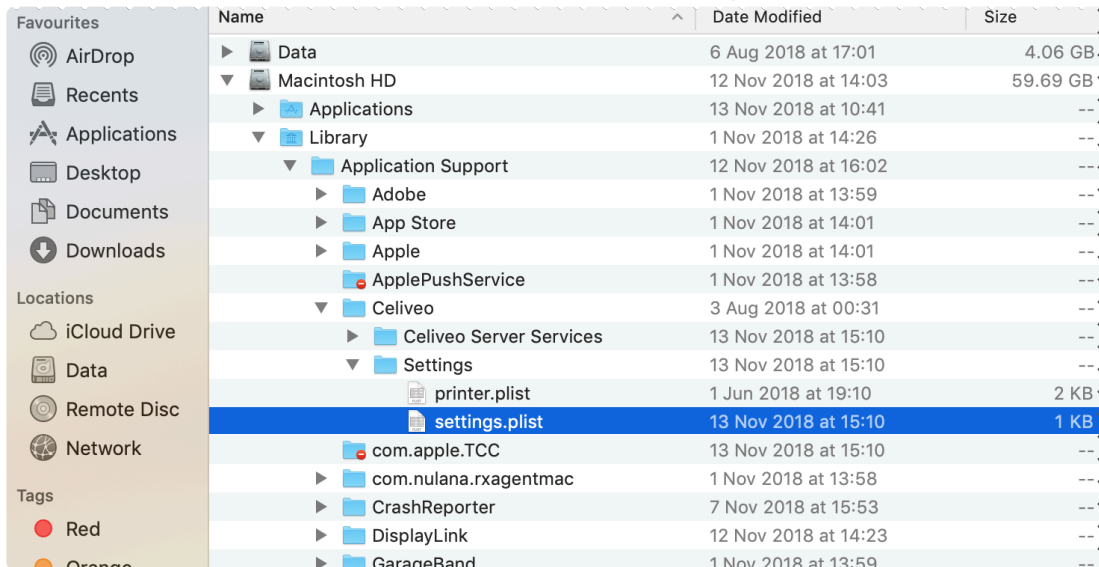 Favourites
AirDrop
Recents
Applications
Desktop
Documents
Downloads
Locations
iCloud Drive
Data
Remote Disc
Network
Tags
Red
Orange
Name Date Modified Size
Data 6 Aug 2018 at 17:01 4.06 GB
Macintosh HD 12 Nov 2018 at 14:03 59.69 GB
Applications 13 Nov 2018 at 10:41 --
Library 1 Nov 2018 at 14:26 --
Application Support 12 Nov 2018 at 16:02 --
Adobe 1 Nov 2018 at 13:59 --
App Store 1 Nov 2018 at 14:01 --
Apple 1 Nov 2018 at 14:01 --
ApplePushService 1 Nov 2018 at 13:58 --
Celiveo 3 Aug 2018 at 00:31 --
Celiveo Server Services 13 Nov 2018 at 15:10 --
Settings 13 Nov 2018 at 15:10 --
printer.plist 1 Jun 2018 at 19:10 2 KB
settings.plist 13 Nov 2018 at 15:10 1 KB
com.apple.TCC 13 Nov 2018 at 15:10 --
com.nulana.rxagentmac 1 Nov 2018 at 13:58 --
CrashReporter 7 Nov 2018 at 15:53 --
DisplayLink 12 Nov 2018 at 14:23 --
GarageBand 1 Nov 2018 at 13:59 --